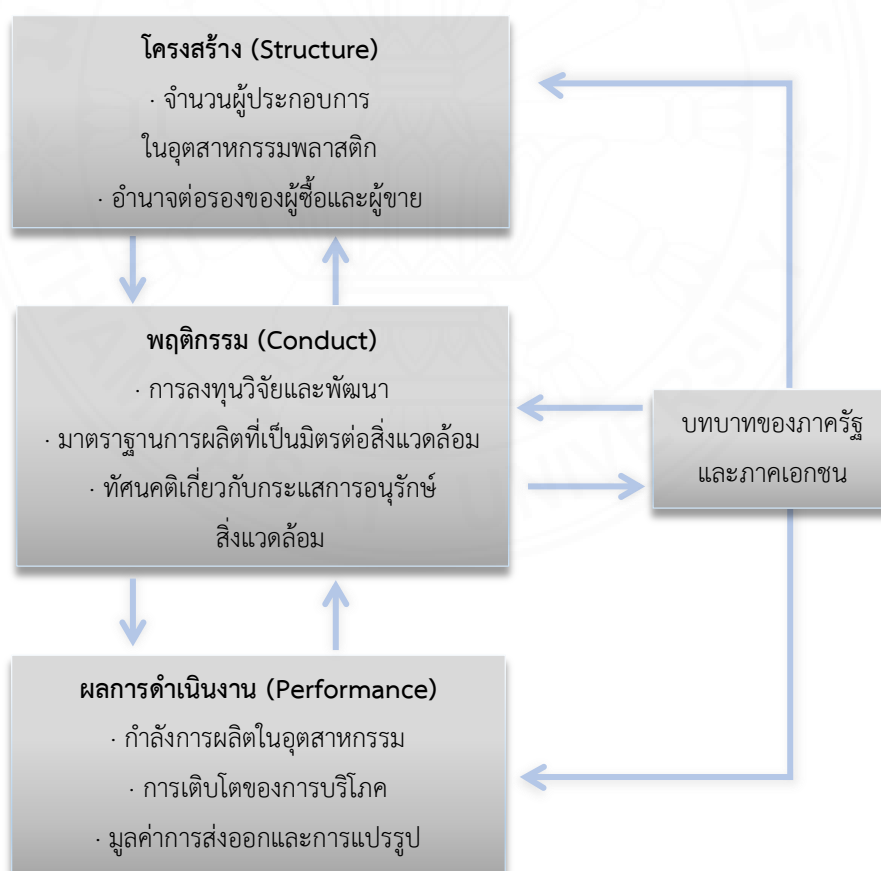 โครงสร้าง (Structure)
· จำนวนผู้ประกอบการ
ในอุตสาหกรรมพลาสติก
· อำนาจต่อรองของผู้ซื้อและผู้ขาย
พฤติกรรม (Conduct)
· การลงทุนวิจัยและพัฒนา
· มาตราฐานการผลิตที่เป็นมิตรต่อสิ่งแวดล้อม
· ทัศนคติเกี่ยวกับกระแสการอนุรักษ์
สิ่งแวดล้อม
บทบาทของภาครัฐ
และภาคเอกชน
ผลการดำเนินงาน (Performance)
· กำลังการผลิตในอุตสาหกรรม
· การเติบโตของการบริโภค
· มูลค่าการส่งออกและการแปรรูป